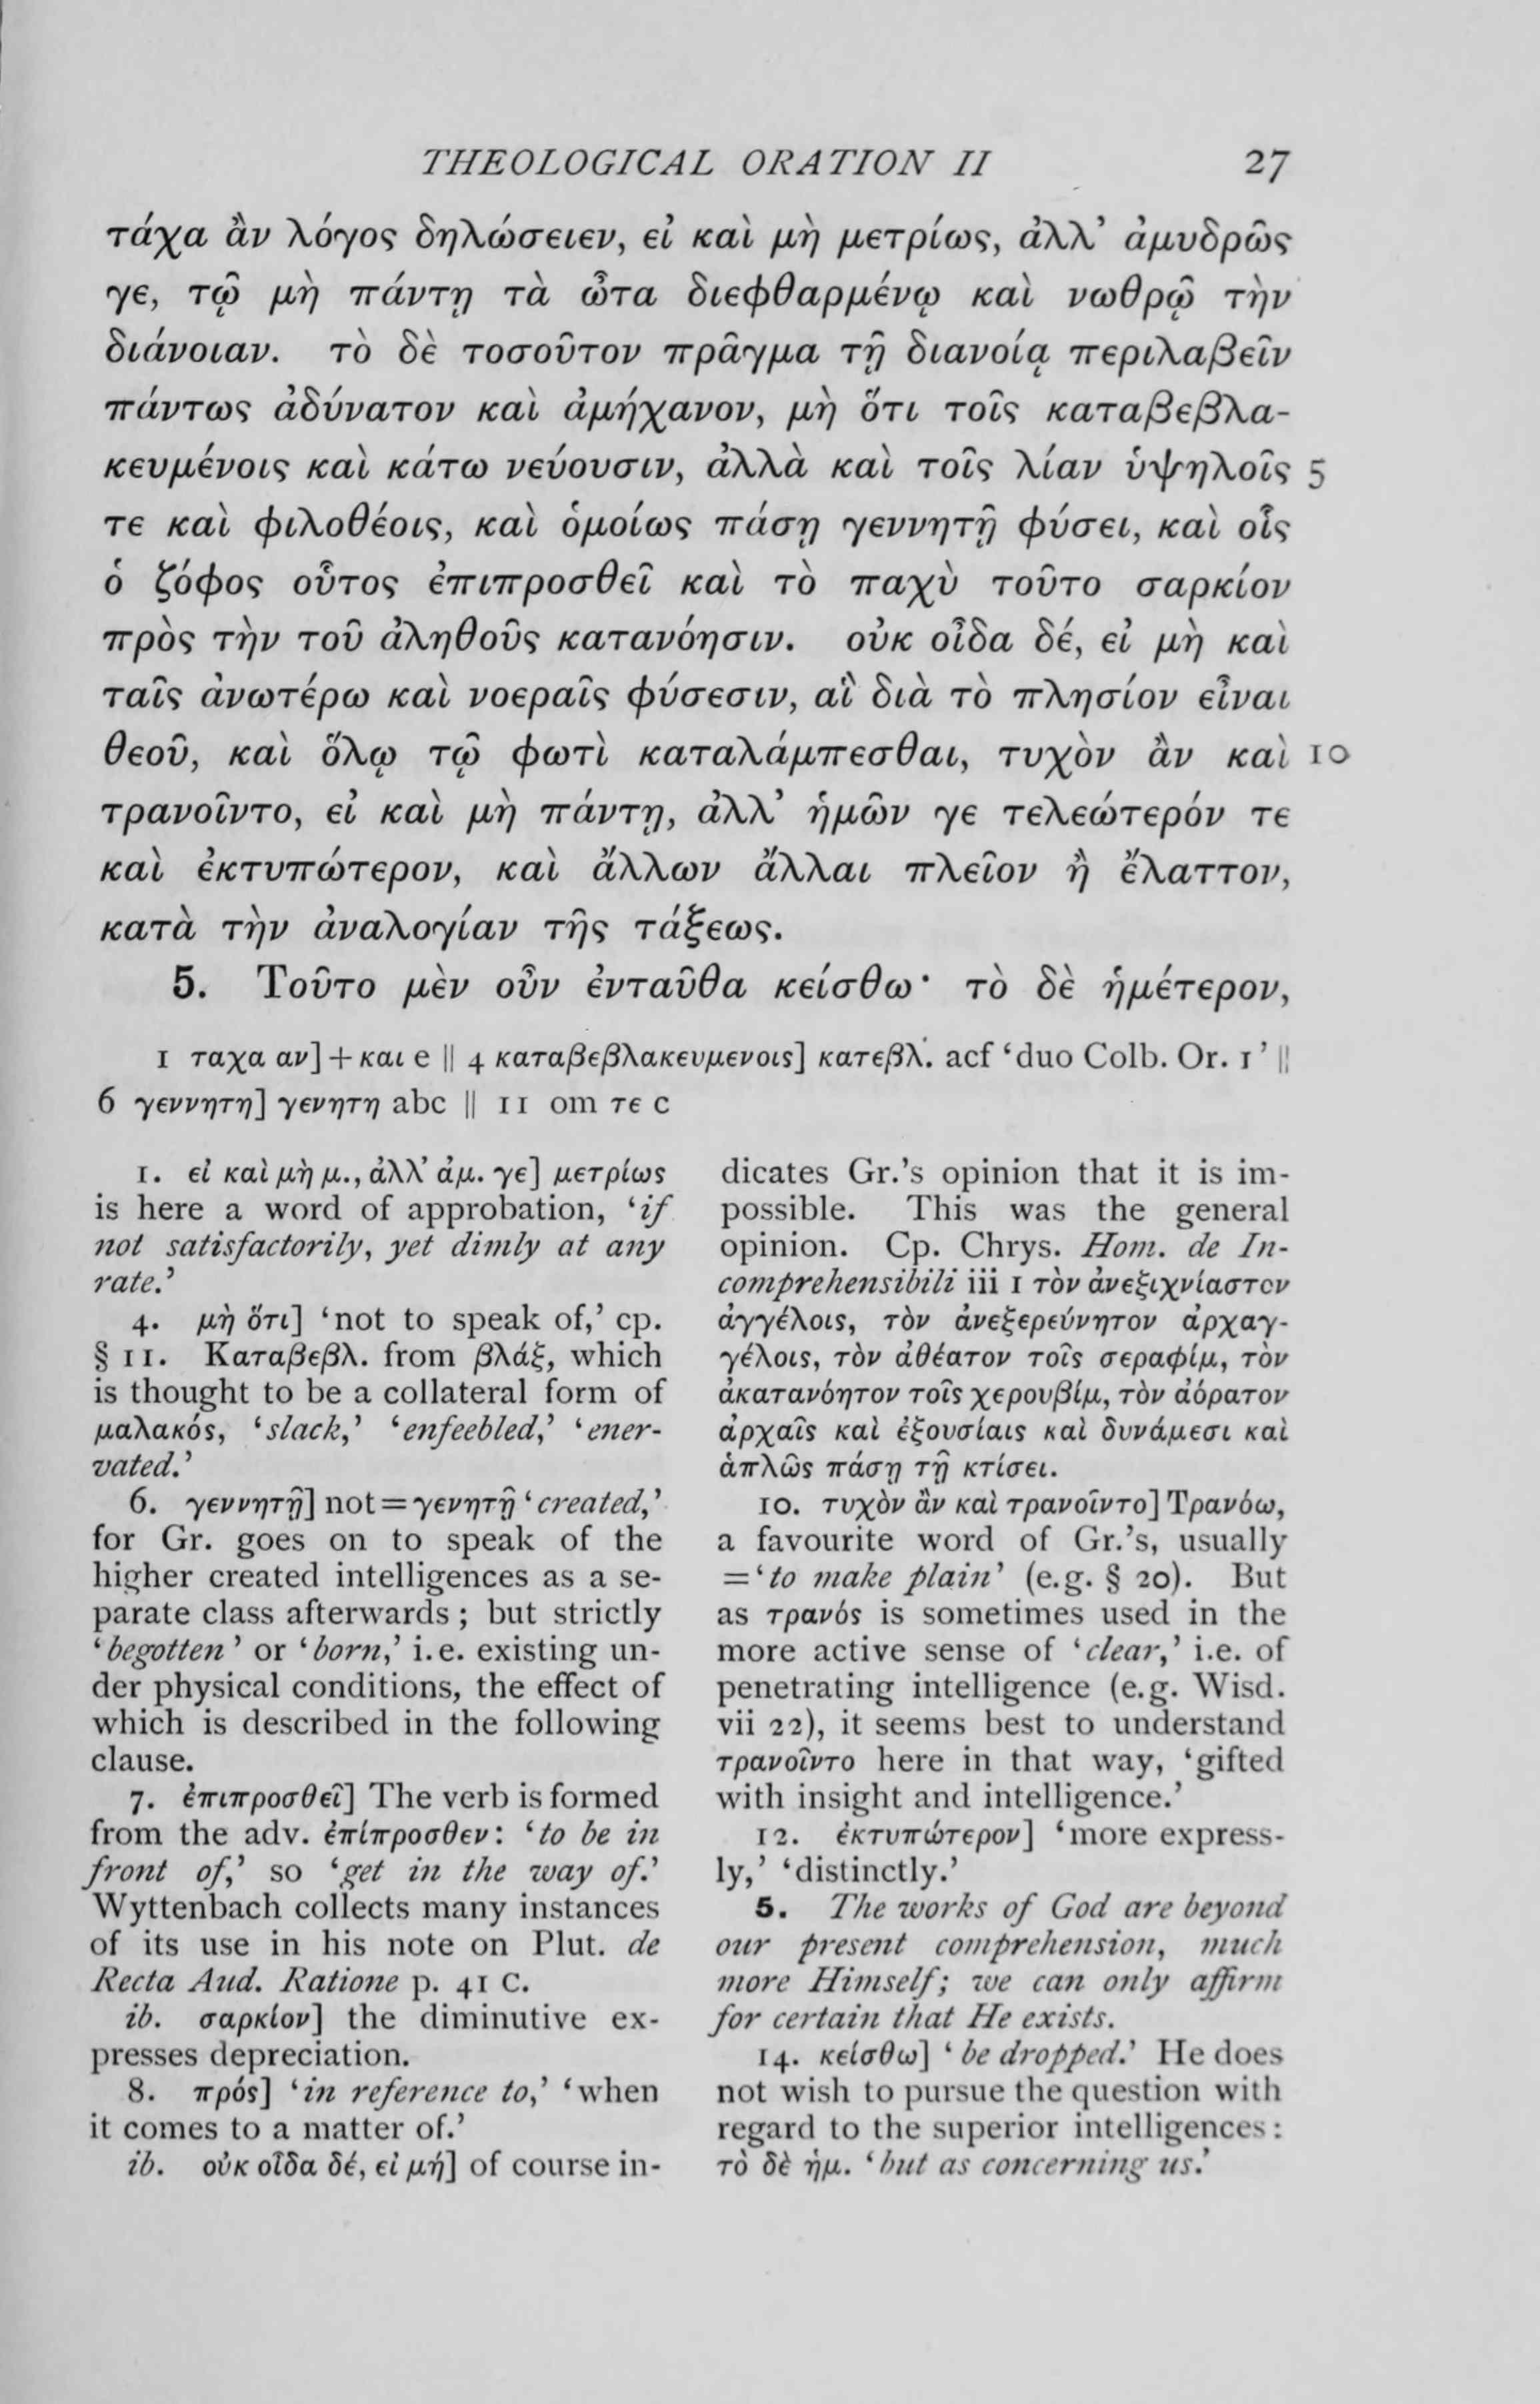 THEOLOGICAL ORATION II 27
τάχα ἂν λόγος δηλώσειεν, εἰ καὶ μὴ μετρίως, ἀλλ’ ἀμυδρῶς
γε, τῷ μὴ πάντῃ τὰ ὦτα διεφθαρμένῳ καὶ νωθρῷ τὴν
διάνοιαν. τὸ δὲ τοσοῦτον πρᾶγμα τῇ διανοίᾳ περιλαβεῖν
πάντως ἀδύνατον καὶ ἀμήχανον, μὴ ὅτι τοῖς καταβεβλα-
κευμένοις καὶ κάτω νεύουσιν, ἀλλὰ καὶ τοῖς λίαν ὑψηλοῖς 5
τε καὶ φιλοθέοις, καὶ ὁμοίως πάσῃ γεννητῇ φύσει, καὶ οἷς
ὁ ζόφος οὗτος ἐπιπροσθεῖ καὶ τὸ παχὺ τοῦτο σαρκίον
πρὸς τὴν τοῦ ἀληθοῦς κατανόησιν. οὐκ οἶδα δέ, εἰ μὴ καὶ
ταῖς ἀνωτέρω καὶ νοεραῖς φύσεσιν, αἳ διὰ τὸ πλησίον εἶναι
θεοῦ, καὶ ὅλῳ τῷ φωτὶ καταλάμπεσθαι, τυχὸν ἂν καὶ 10
τρανοῖντο, εἰ καὶ μὴ πάντῃ, ἀλλ’ ἡμῶν γε τελεώτερόν τε
καὶ ἐκτυπώτερον, καὶ ἄλλων ἄλλαι πλεῖον ἢ ἔλαττον,
κατὰ τὴν ἀναλογίαν τῆς τάξεως.
5. Τοῦτο μὲν οὖν ἐνταῦθα κείσθω· τὸ δὲ ἡμέτερον,
1 ταχα αν] + και e || 4 καταβεβλακευμενοις] κατεβλ. acf ‘duo Colb. Or. 1’ ||
6 γεννητη] γενητη abc || 11 om τε c
1. εἰ καὶ μὴ μ., ἀλλ’ ἀμ. γε] μετρίως
is here a word of approbation, ‘if
not satisfactorily, yet dimly at any
rate.’
4. μὴ ὅτι] ‘not to speak of,’ cp.
§ 11. Καταβεβλ. from βλάξ, which
is thought to be a collateral form of
μαλακός, ‘slack,’ ‘enfeebled,’ ‘ener-
vated.’
6. γεννητῇ] not = γενητῇ ‘created,’
for Gr. goes on to speak of the
higher created intelligences as a se-
parate class afterwards; but strictly
‘begotten’ or ‘born,’ i.e. existing un-
der physical conditions, the effect of
which is described in the following
clause.
7. ἐπιπροσθεῖ] The verb is formed
from the adv. ἐπίπροσθεν: ‘to be in
front of,’ so ‘get in the way of.’
Wyttenbach collects many instances
of its use in his note on Plut. de
Recta Aud. Ratione p. 41 C.
ib. σαρκίον] the diminutive ex-
presses depreciation.
8. πρός] ‘in reference to,’ ‘when
it comes to a matter of.’
ib. οὐκ οἶδα δέ, εἰ μή] of course in-
dicates Gr.’s opinion that it is im-
possible. This was the general
opinion. Cp. Chrys. Hom. de In-
comprehensibili iii 1 τὸν ἀνεξιχνίαστον
ἀγγέλοις, τὸν ἀνεξερεύνητον ἀρχαγ-
γέλοις, τὸν ἀθέατον τοῖς σεραφίμ, τὸν
ἀκατανόητον τοῖς χερουβίμ, τὸν ἀόρατον
ἀρχαῖς καὶ ἐξουσίαις καὶ δυνάμεσι καὶ
ἁπλῶς πάσῃ τῇ κτίσει.
10. τυχὸν ἂν καὶ τρανοῖντο] Τρανόω,
a favourite word of Gr.’s, usually
= ‘to make plain’ (e.g. § 20). But
as τρανός is sometimes used in the
more active sense of ‘clear,’ i.e. of
penetrating intelligence (e.g. Wisd.
vii 22), it seems best to understand
τρανοῖντο here in that way, ‘gifted
with insight and intelligence.’
12. ἐκτυπώτερον] ‘more express-
ly,’ ‘distinctly.’
5. The works of God are beyond
our present comprehension, much
more Himself; we can only affirm
for certain that He exists.
14. κείσθω] ‘be dropped.’ He does
not wish to pursue the question with
regard to the superior intelligences:
τὸ δὲ ἡμ. ‘but as concerning us.’